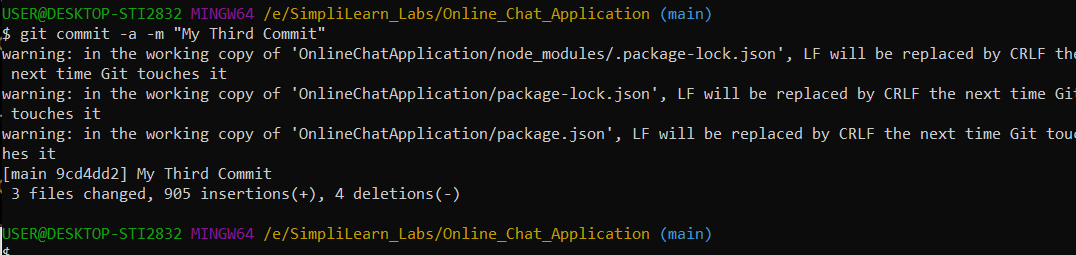 USER@DESKTOP-STI2832 MINGW64 /e/SimpliLearn_Labs/Online_Chat_Application (main)
$ git commit -a -m "My Third Commit"
warning: in the working copy of 'OnlineChatApplication/node_modules/.package-lock.json', LF will be replaced by CRLF the
 next time Git touches it
warning: in the working copy of 'OnlineChatApplication/package-lock.json', LF will be replaced by CRLF the next time Git
 touches it
warning: in the working copy of 'OnlineChatApplication/package.json', LF will be replaced by CRLF the next time Git touc
hes it
[main 9cd4dd2] My Third Commit
 3 files changed, 905 insertions(+), 4 deletions(-)
USER@DESKTOP-STI2832 MINGW64 /e/SimpliLearn_Labs/Online_Chat_Application (main)
$